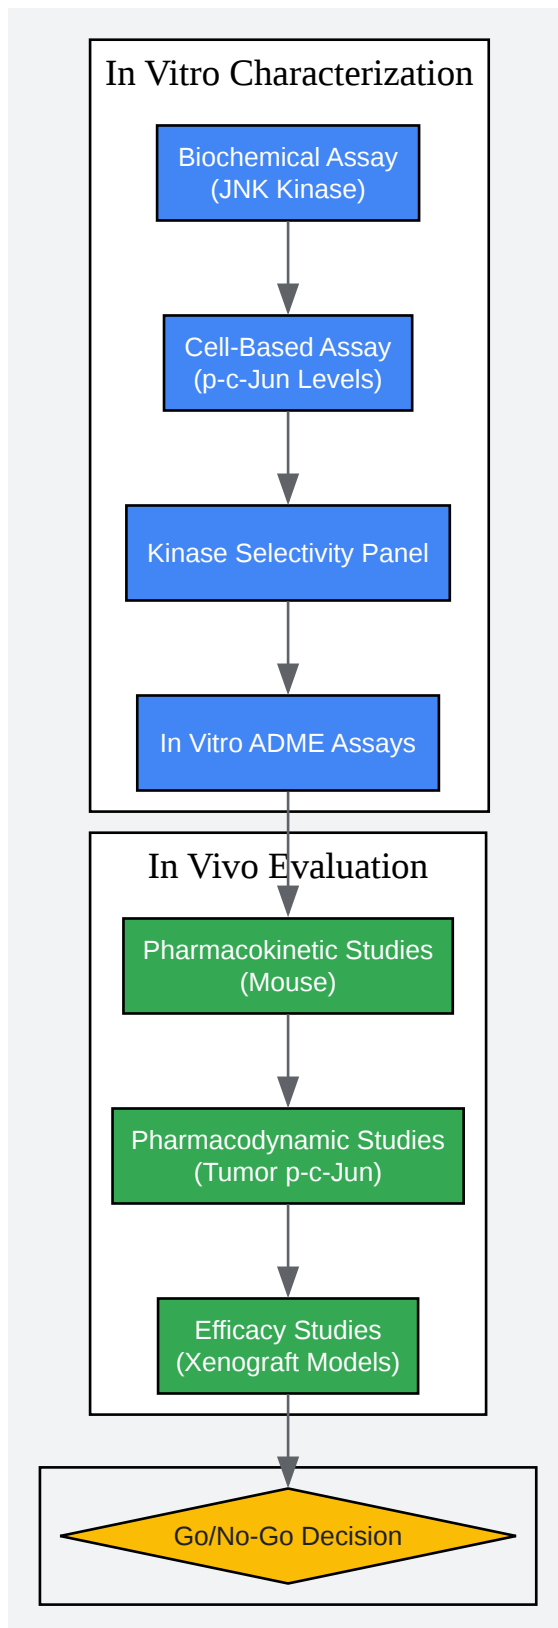 In Vitro Characterization
Biochemical Assay
(JNK Kinase)
Cell-Based Assay
(p-c-Jun Levels)
Kinase Selectivity Panel
In Vitro ADME Assays
In Vivo Evaluation
Pharmacokinetic Studies
(Mouse)
Pharmacodynamic Studies
(Tumor p-c-Jun)
Efficacy Studies
(Xenograft Models)
Go/No-Go Decision